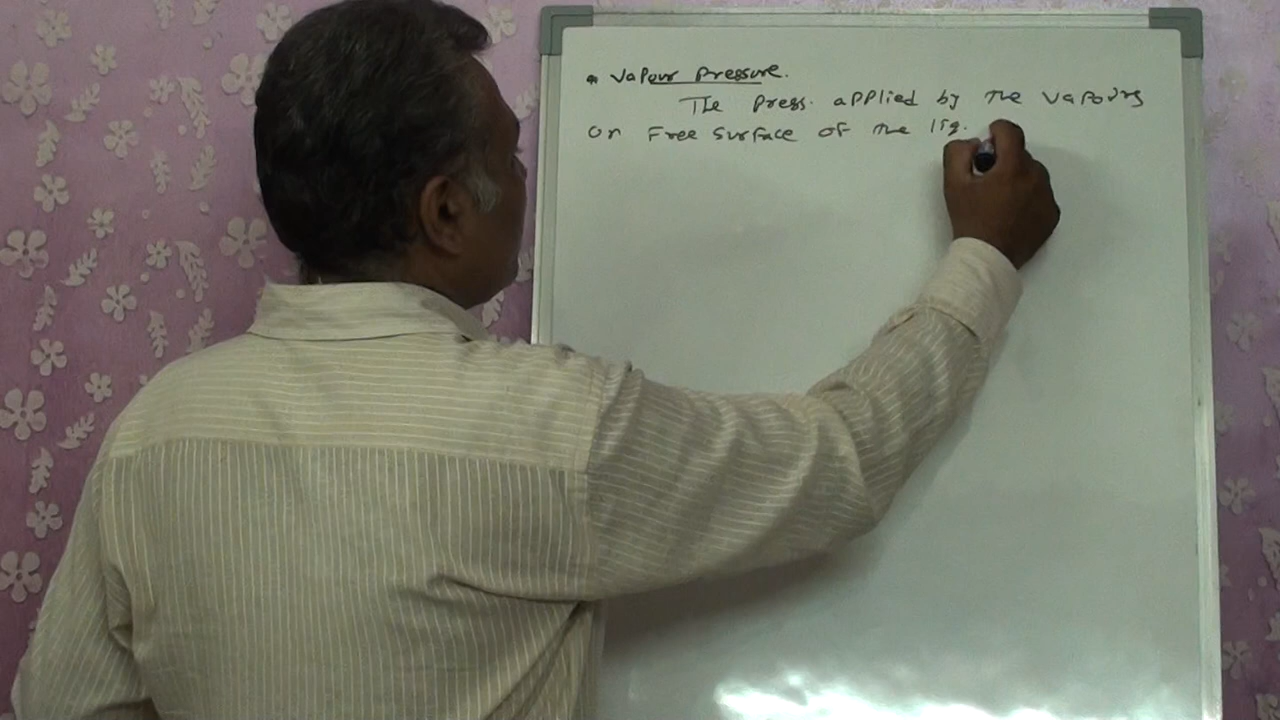 • Vapour Pressure.
The Press. applied by the vapours
on Free surface of the liq.